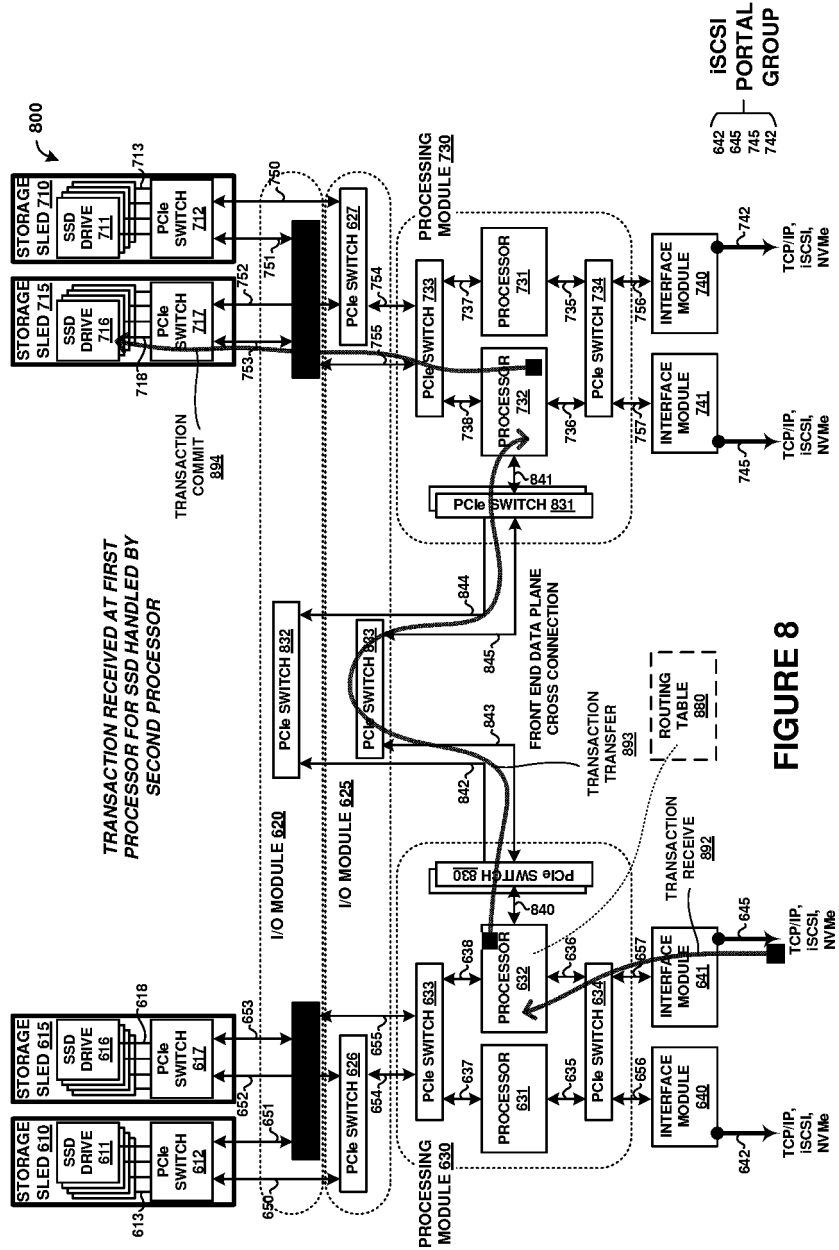 STORAGE
SLED 610
SSD
DRIVE
611
613
PCIe
SWITCH
612
STORAGE
SLED 615
SSD
DRIVE
616
618
PCIe
SWITCH
617
TRANSACTION RECEIVED AT FIRST
PROCESSOR FOR SSD HANDLED BY
SECOND PROCESSOR
STORAGE
SLED 715
SSD
DRIVE
716
718
PCIe
SWITCH
717
STORAGE
SLED 710
SSD
DRIVE
711
713
PCIe
SWITCH
712
800
TRANSACTION
COMMIT
894
650
651
652
653
753
752
751
750
I/O MODULE 620
PCIe SWITCH 832
I/O MODULE 625
PCIe SWITCH 626
PCIe SWITCH 833
PCIe SWITCH 627
654
655
755
754
PROCESSING
MODULE 630
PCIe SWITCH 633
637
638
PROCESSOR
631
PROCESSOR
632
840
PCIe SWITCH 830
635
636
PCIe SWITCH 634
842
843
844
845
FRONT END DATA PLANE
CROSS CONNECTION
TRANSACTION
TRANSFER
893
PROCESSING
MODULE 730
PCIe SWITCH 733
738
737
PROCESSOR
732
PROCESSOR
731
841
PCIe SWITCH 831
736
735
PCIe SWITCH 734
656
657
757
756
INTERFACE
MODULE
640
INTERFACE
MODULE
641
TRANSACTION
RECEIVE
892
ROUTING
TABLE
880
INTERFACE
MODULE
741
INTERFACE
MODULE
740
642
645
745
742
TCP/IP,
iSCSI,
NVMe
TCP/IP,
iSCSI,
NVMe
TCP/IP,
iSCSI,
NVMe
TCP/IP,
iSCSI,
NVMe
642
645
745
742
iSCSI
PORTAL
GROUP
FIGURE 8